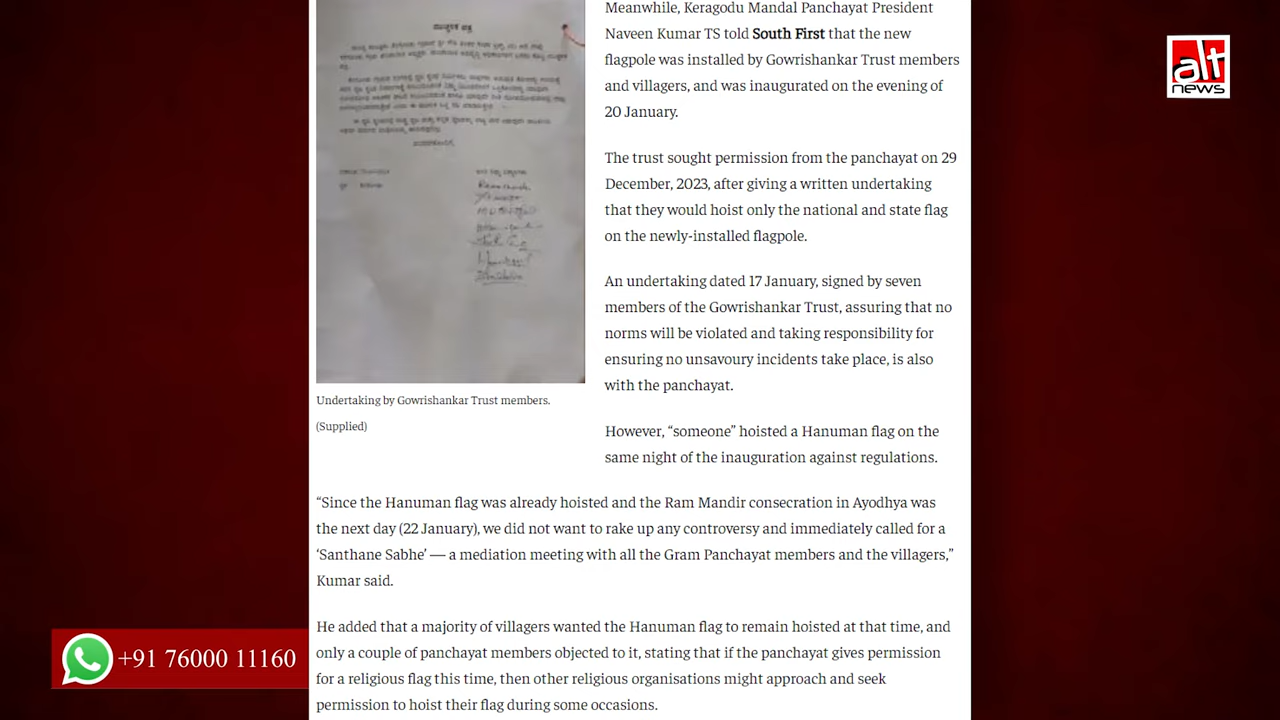 Meanwhile, Keragodu Mandal Panchayat President
Naveen Kumar TS told South First that the new
flagpole was installed by Gowrishankar Trust members
and villagers, and was inaugurated on the evening of
20 January.
The trust sought permission from the panchayat on 29
December, 2023, after giving a written undertaking
that they would hoist only the national and state flag
on the newly-installed flagpole.
An undertaking dated 17 January, signed by seven
members of the Gowrishankar Trust, assuring that no
norms will be violated and taking responsibility for
ensuring no unsavoury incidents take place, is also
with the panchayat.
Undertaking by Gowrishankar Trust members.
(Supplied)
However, “someone” hoisted a Hanuman flag on the
same night of the inauguration against regulations.
“Since the Hanuman flag was already hoisted and the Ram Mandir consecration in Ayodhya was
the next day (22 January), we did not want to rake up any controversy and immediately called for a
‘Santhane Sabhe’ — a mediation meeting with all the Gram Panchayat members and the villagers,”
Kumar said.
He added that a majority of villagers wanted the Hanuman flag to remain hoisted at that time, and
only a couple of panchayat members objected to it, stating that if the panchayat gives permission
for a religious flag this time, then other religious organisations might approach and seek
permission to hoist their flag during some occasions.
alt
news
+91 76000 11160